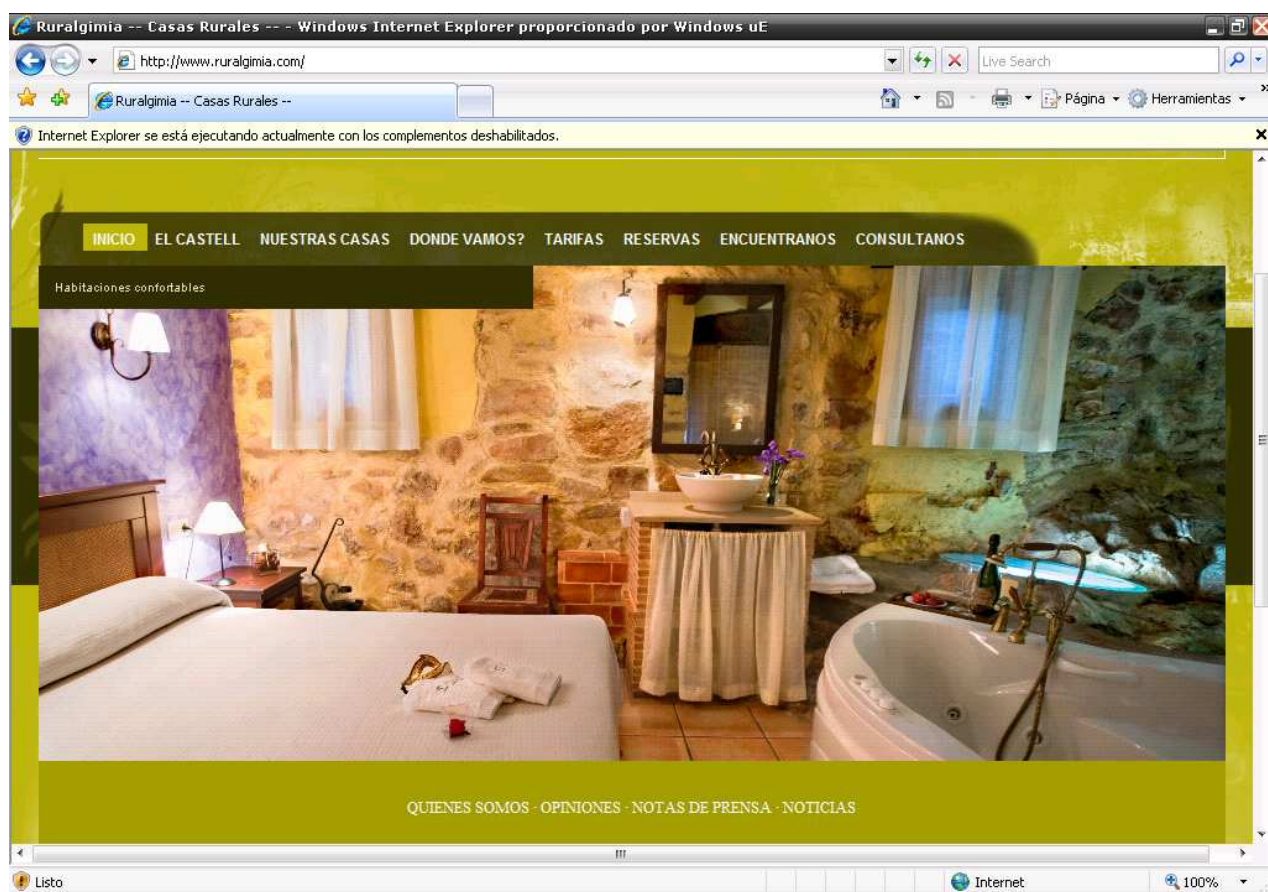 Ruralgimia -- Casas Rurales -- - Windows Internet Explorer proporcionado por Windows uE
http://www.ruralgimia.com/
Live Search
Ruralgimia -- Casas Rurales --
Página
Herramientas
Internet Explorer se está ejecutando actualmente con los complementos deshabilitados.
INICIO EL CASTELL NUESTRAS CASAS DONDE VAMOS? TARIFAS RESERVAS ENCUENTRANOS CONSULTANOS
Habitaciones confortables
QUIENES SOMOS · OPINIONES · NOTAS DE PRENSA · NOTICIAS
Listo
Internet
100%